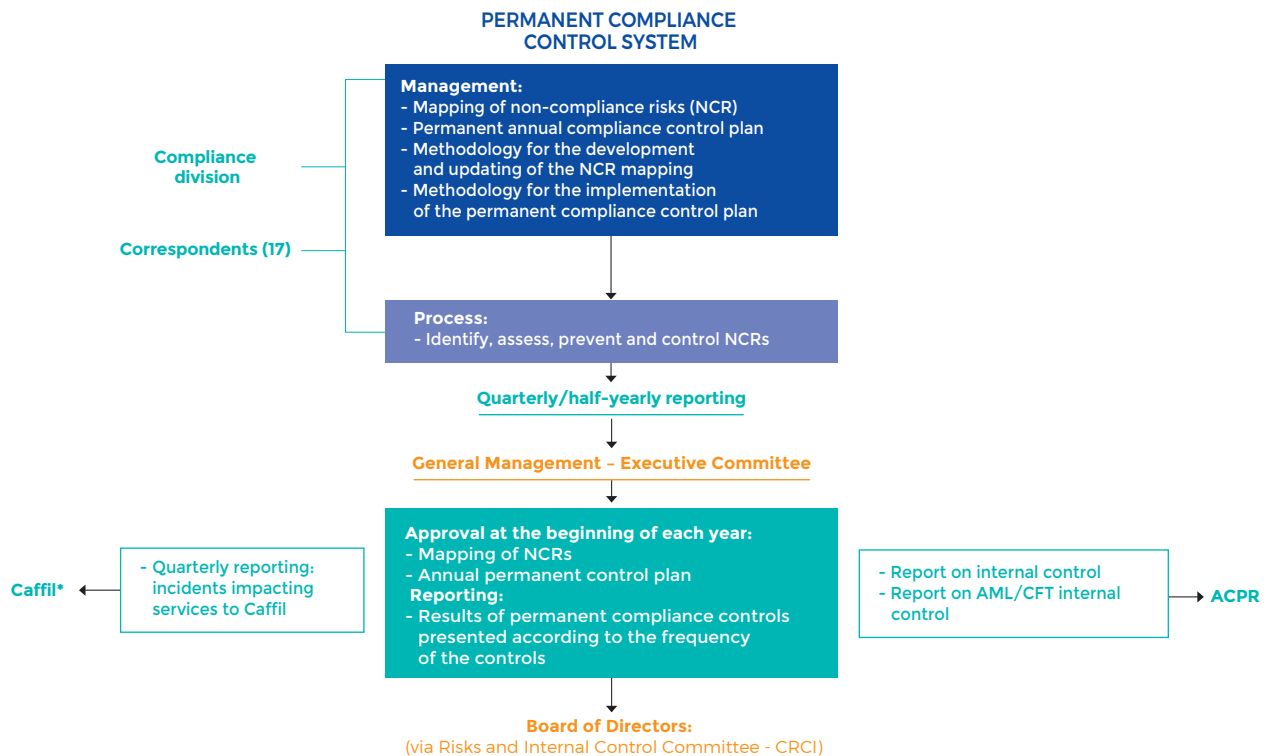 PERMANENT COMPLIANCE
CONTROL SYSTEM
Management:
- Mapping of non-compliance risks (NCR)
- Permanent annual compliance control plan
- Methodology for the development
and updating of the NCR mapping
- Methodology for the implementation
of the permanent compliance control plan
Compliance
division
Correspondents (17)
Process:
- Identify, assess, prevent and control NCRs
Quarterly/half-yearly reporting
General Management – Executive Committee
Approval at the beginning of each year:
- Mapping of NCRs
- Annual permanent control plan
Reporting:
- Results of permanent compliance controls
presented according to the frequency
of the controls
Caffil*
- Quarterly reporting:
incidents impacting
services to Caffil
- Report on internal control
- Report on AML/CFT internal
control
ACPR
Board of Directors:
(via Risks and Internal Control Committee - CRCI)